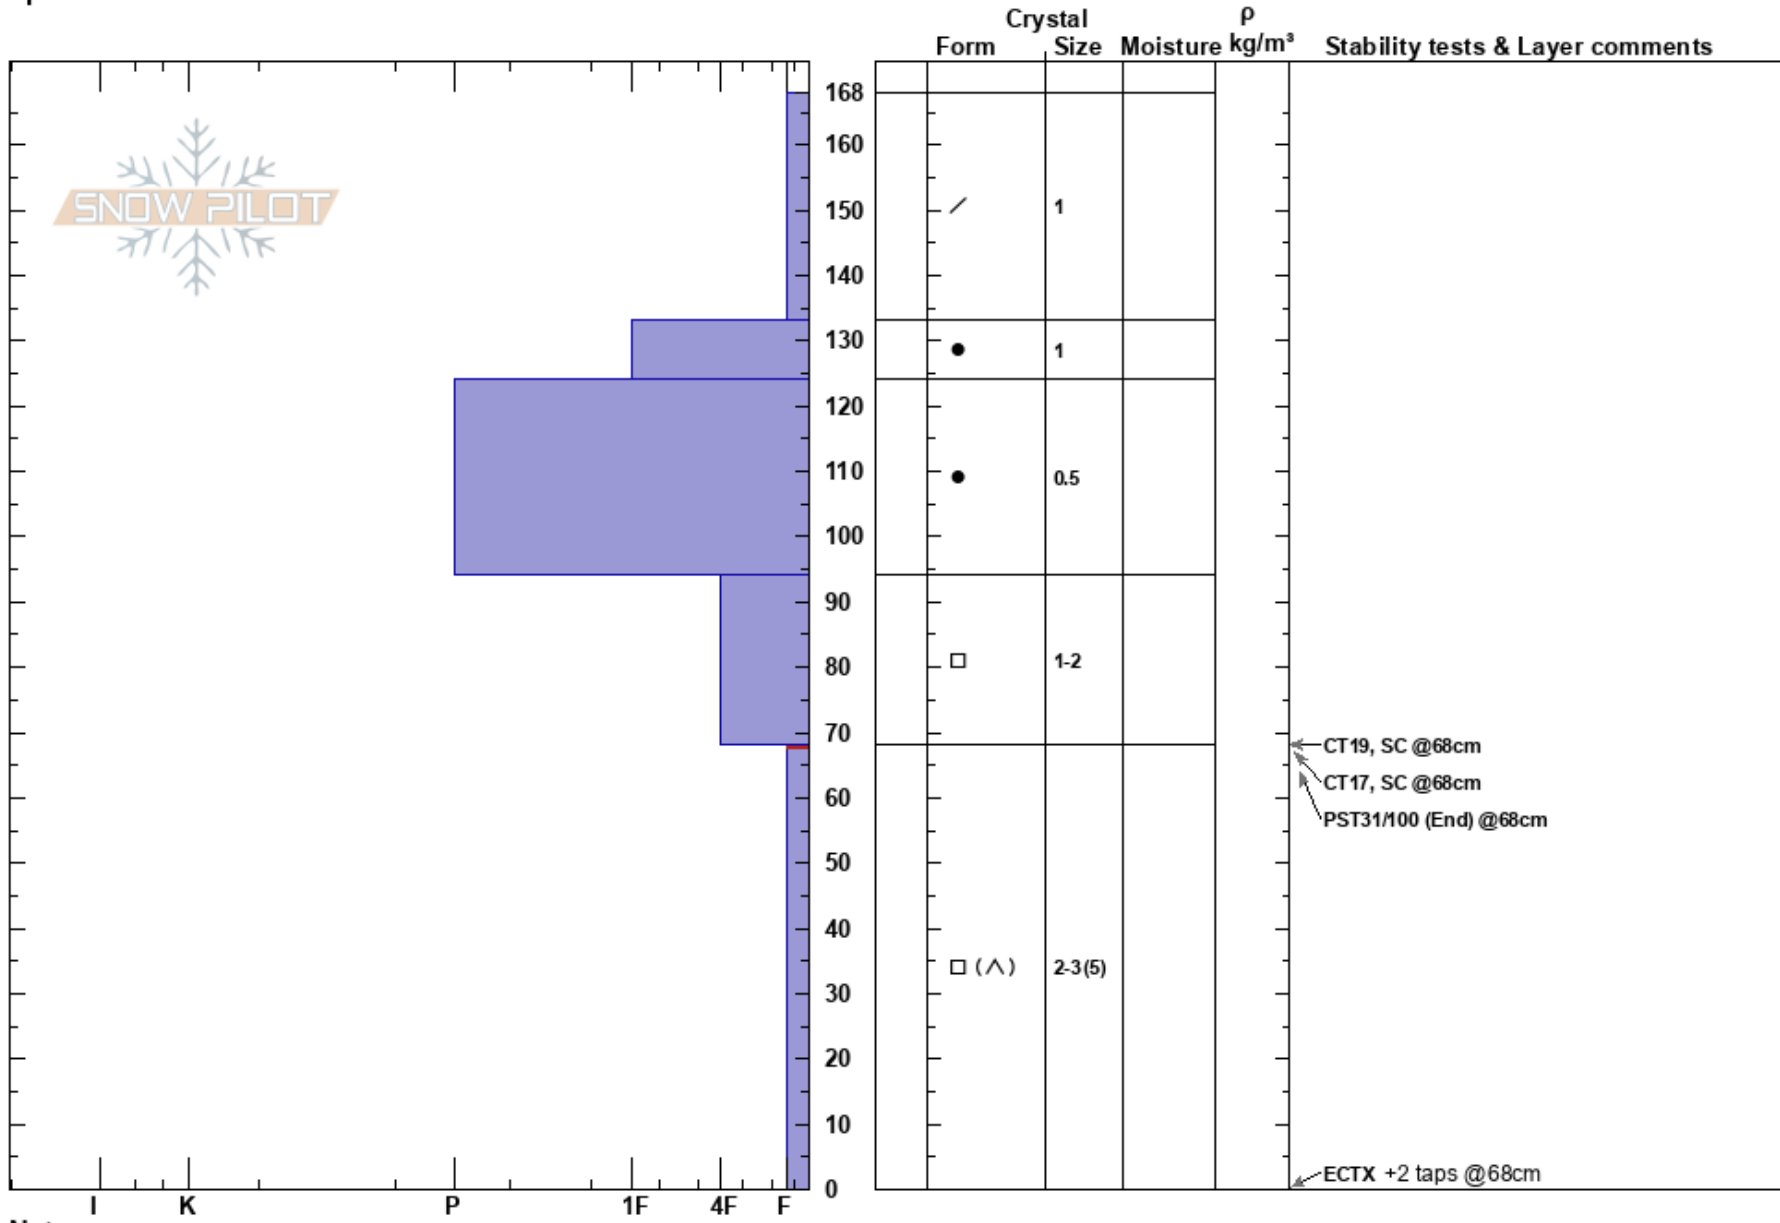 Crystal ρ
Form Size Moisture kg/m³ Stability tests & Layer comments
168
160
SNOW PILOT
150 1
140
130 1
120
110 0.5
100
90
80 1-2
70
CT19, SC @68cm
CT17, SC @68cm
60
PST31/100 (End) @68cm
50
40
(∧) 2-3(5)
30
20
10
ECTX +2 taps @68cm
0
I K P 1F 4F F